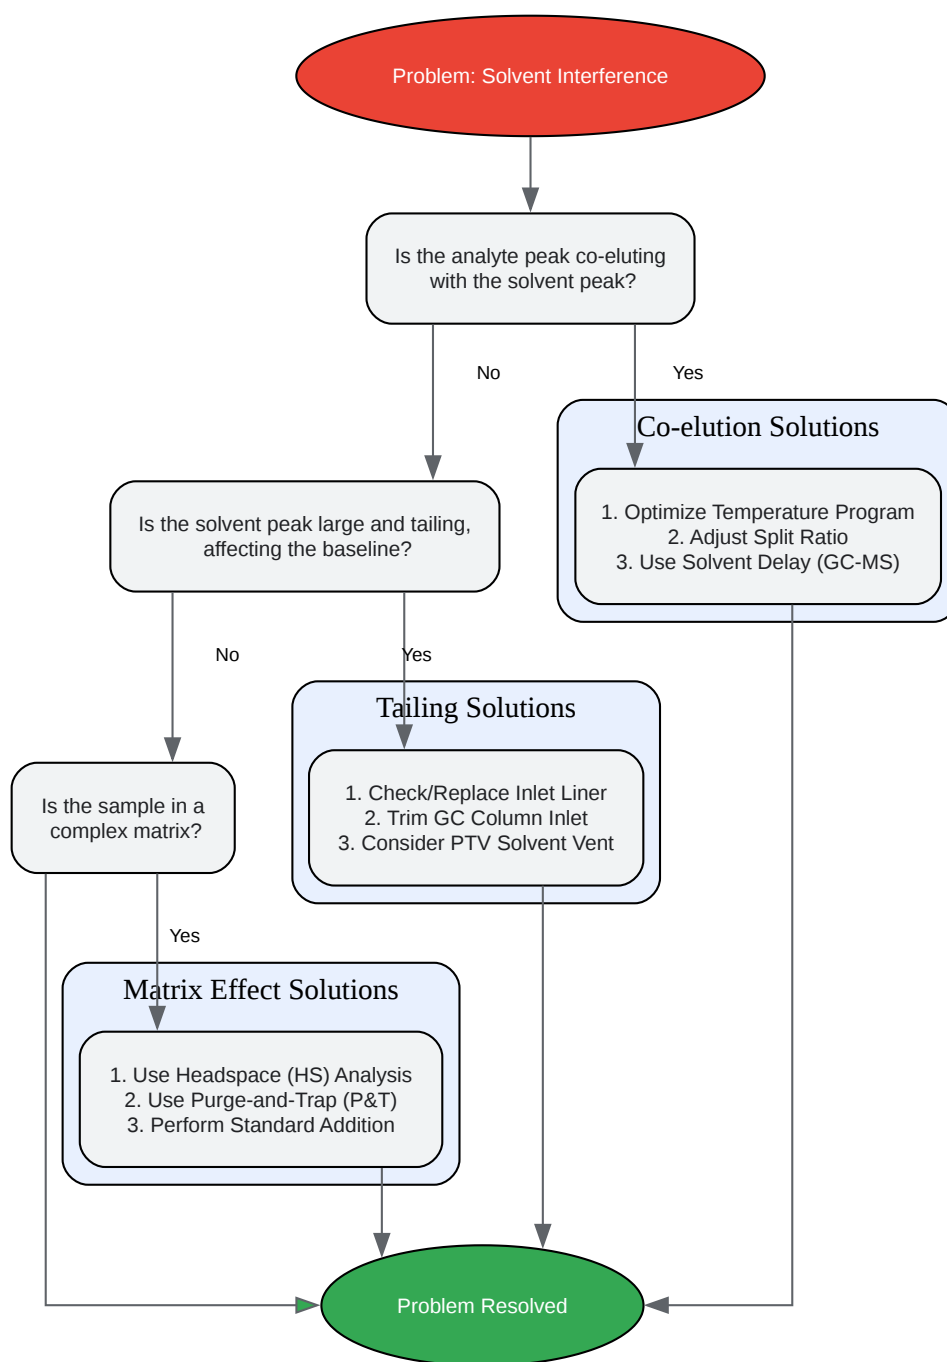 Problem: Solvent Interference
Is the analyte peak co-eluting
with the solvent peak?
No
Yes
Co-elution Solutions
1. Optimize Temperature Program
2. Adjust Split Ratio
3. Use Solvent Delay (GC-MS)
Is the solvent peak large and tailing,
affecting the baseline?
No
Yes
Tailing Solutions
1. Check/Replace Inlet Liner
2. Trim GC Column Inlet
3. Consider PTV Solvent Vent
Is the sample in a
complex matrix?
Yes
Matrix Effect Solutions
1. Use Headspace (HS) Analysis
2. Use Purge-and-Trap (P&T)
3. Perform Standard Addition
Problem Resolved